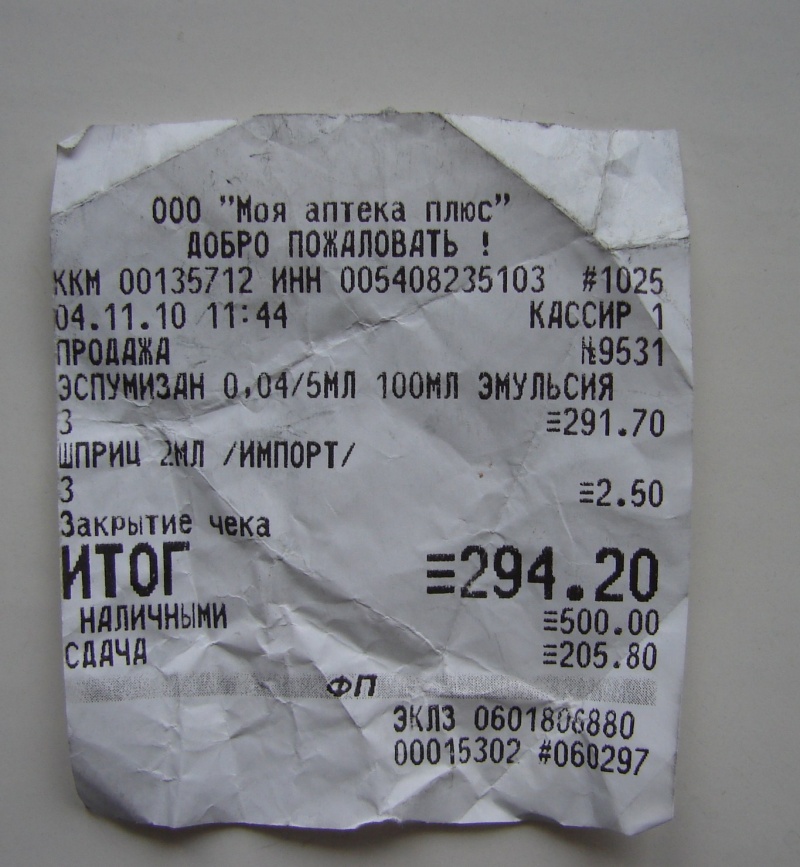 ООО "Моя аптека плюс"
ДОБРО ПОЖАЛОВАТЬ !
ККМ 00135712 ИНН 005408235103 #1025
04.11.10 11:44 КАССИР 1
ПРОДАЖА №9531
ЭСПУМИЗАН 0,04/5МЛ 100МЛ ЭМУЛЬСИЯ
3 ≡291.70
ШПРИЦ 2МЛ /ИМПОРТ/
3 ≡2.50
Закрытие чека
ИТОГ ≡294.20
НАЛИЧНЫМИ ≡500.00
СДАЧА ≡205.80
ФП
ЭКЛЗ 0601806880
00015302 #060297